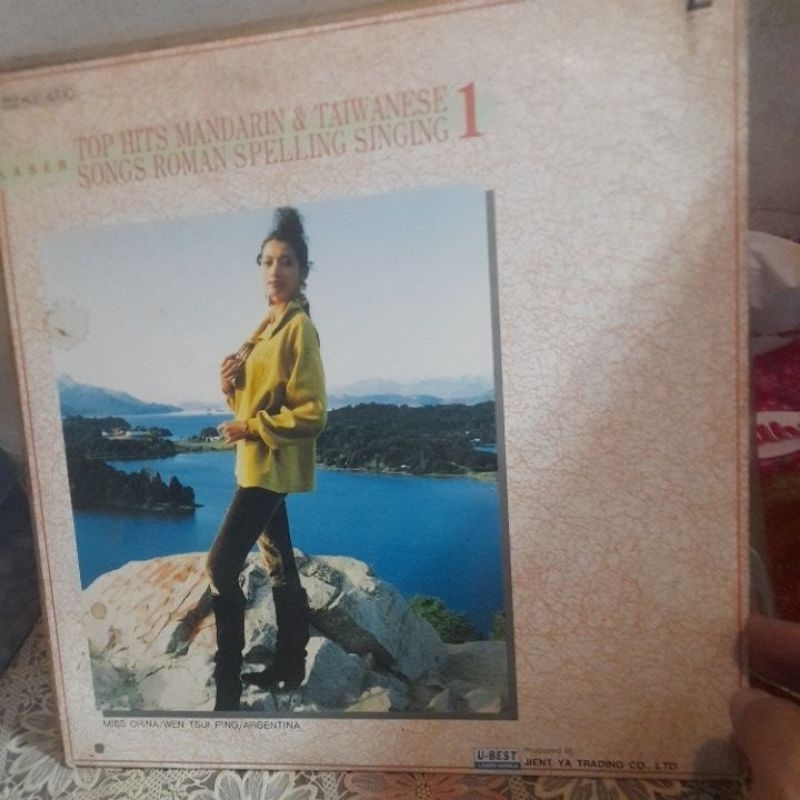 LASER
TOP HITS MANDARIN & TAIWANESE
SONGS ROMAN SPELLING SINGING
1
MISS CHINA/WEN TSUI PING/ARGENTINA
U-BEST
Produced by
JIENT YA TRADING CO., LTD.